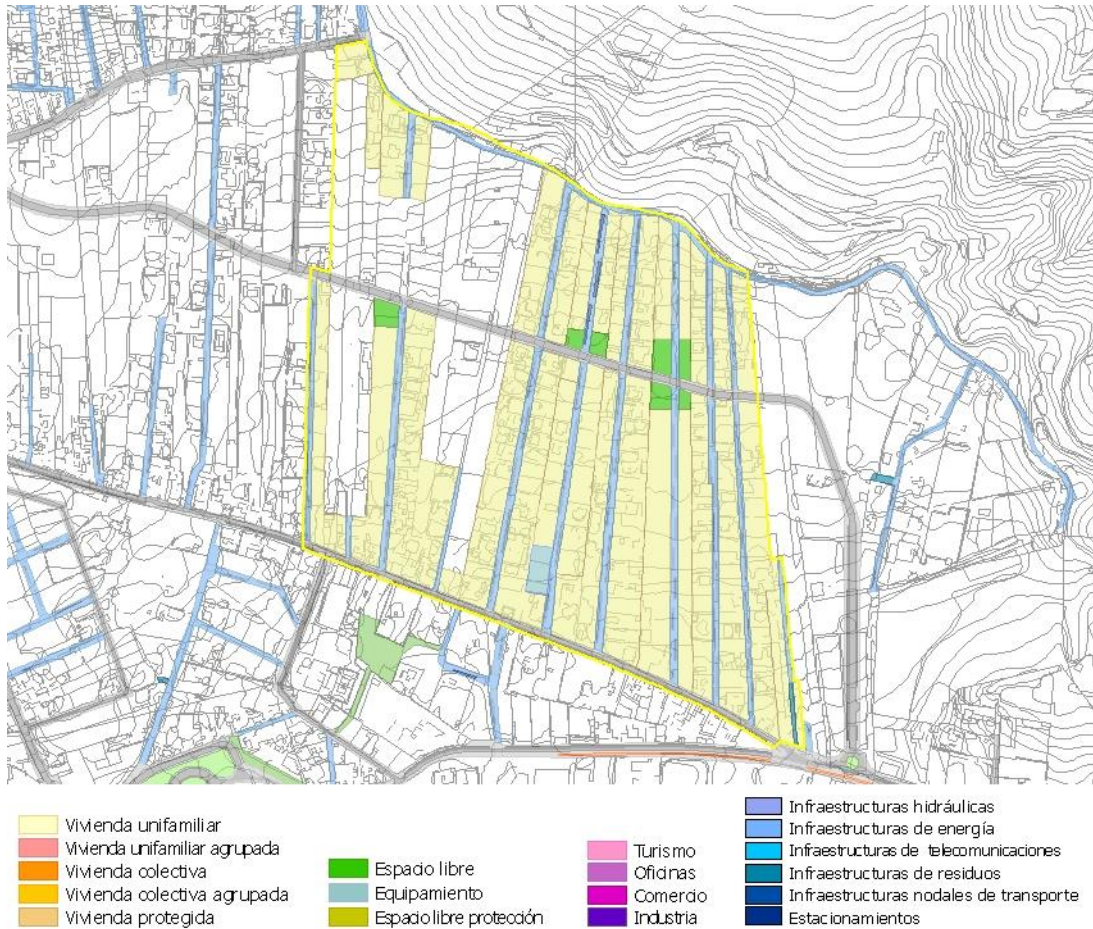 Vivienda unifamiliar
Vivienda unifamiliar agrupada
Vivienda colectiva
Vivienda colectiva agrupada
Vivienda protegida
Espacio libre
Equipamiento
Espacio libre protección
Turismo
Oficinas
Comercio
Industria
Infraestructuras hidráulicas
Infraestructuras de energía
Infraestructuras de telecomunicaciones
Infraestructuras de residuos
Infraestructuras nodales de transporte
Estacionamientos